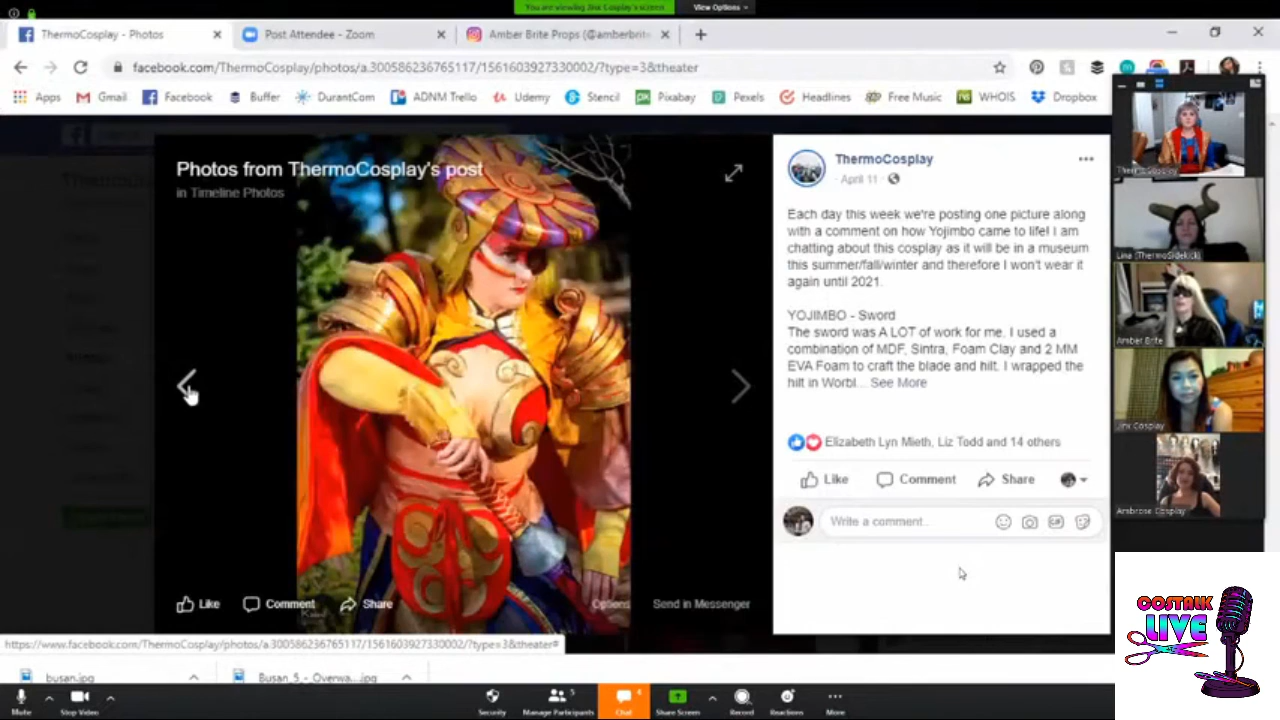 You are viewing Jinx Cosplay's screen
View Options
ThermoCosplay - Photos
Post Attendee - Zoom
Amber Brite Props (@amberbrit
facebook.com/ThermoCosplay/photos/a.300586236765117/1561603927330002/?type=3&theater
Apps
Gmail
Facebook
Buffer
DurantCom
ADNM Trello
Udemy
Stencil
Pixabay
Pexels
Headlines
Free Music
WHOIS
Dropbox
Photos from ThermoCosplay's post
in Timeline Photos
ThermoCosplay
April 11
Each day this week we're posting one picture along
with a comment on how Yojimbo came to life! I am
chatting about this cosplay as it will be in a museum
this summer/fall/winter and therefore I won't wear it
again until 2021.
YOJIMBO - Sword
The sword was A LOT of work for me. I used a
combination of MDF, Sintra, Foam Clay and 2 MM
EVA Foam to craft the blade and hilt. I wrapped the
hilt in Worbl... See More
Elizabeth Lyn Mieth, Liz Todd and 14 others
Like
Comment
Share
Write a comment...
GIF
Like
Comment
Share
Options
Send in Messenger
https://www.facebook.com/ThermoCosplay/photos/a.300586236765117/1561603927330002/?type=3&theater#
busan.jpg
Busan_5_-_Overwa....jpg
Lina (ThermoSidekick)
Amber Brite
Jinx Cosplay
Ambrose Cosplay
COSTALK
LIVE
Mute
Stop Video
Security
Manage Participants
5
Chat
Share Screen
Record
Reactions
More